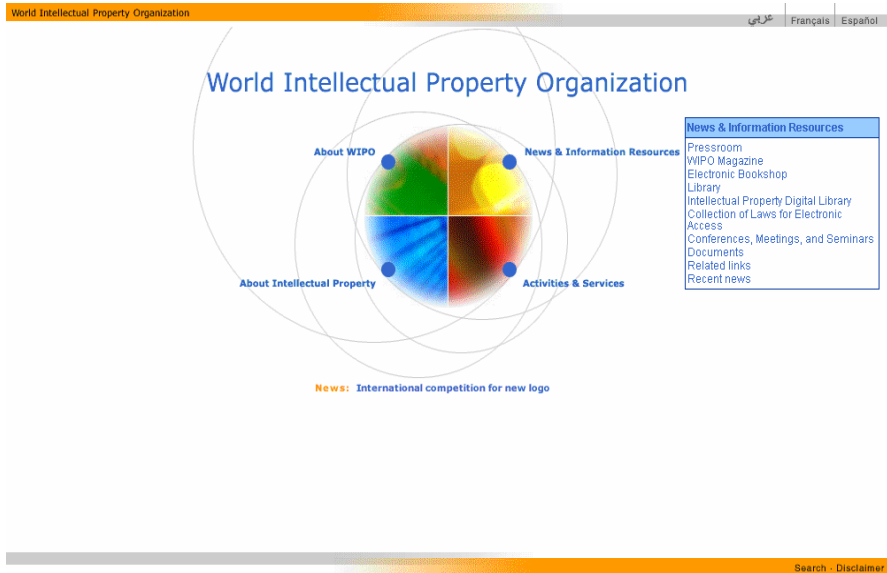 World Intellectual Property Organization
عربي
Français
Español
World Intellectual Property Organization
About WIPO
News & Information Resources
About Intellectual Property
Activities & Services
News & Information Resources
Pressroom
WIPO Magazine
Electronic Bookshop
Library
Intellectual Property Digital Library
Collection of Laws for Electronic
Access
Conferences, Meetings, and Seminars
Documents
Related links
Recent news
News: International competition for new logo
Search - Disclaimer